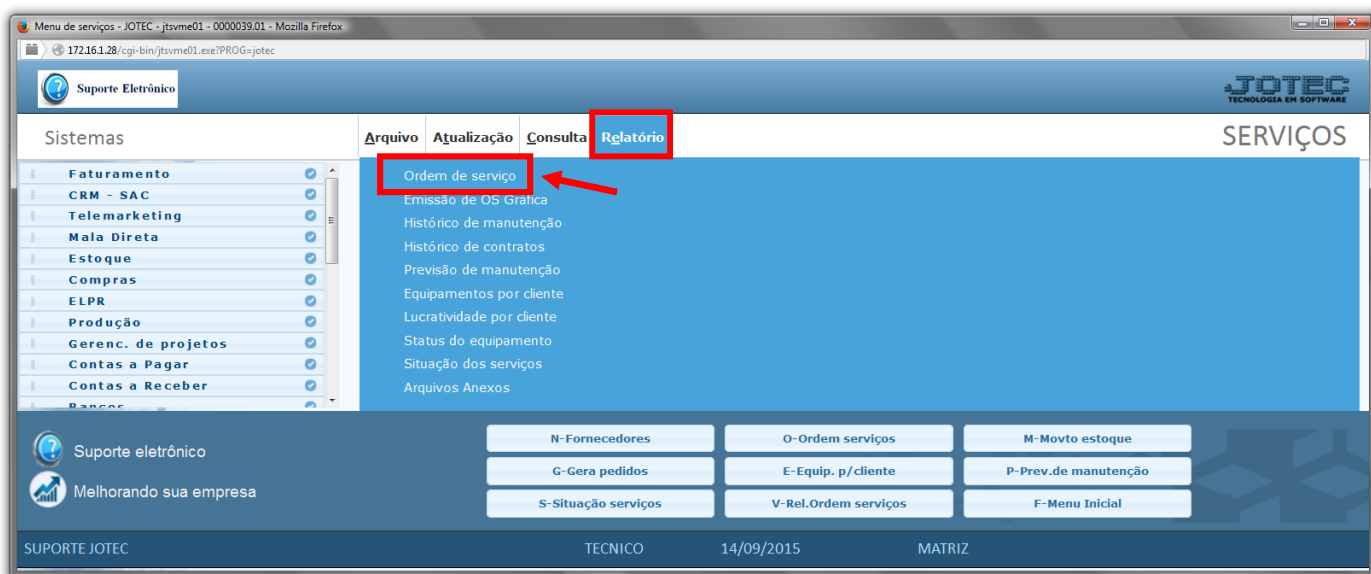 Menu de serviços - JOTEC - jtsvme01 - 0000039.01 - Mozilla Firefox
172.16.1.28/cgi-bin/jtsvme01.exe?PROG=jotec
Suporte Eletrônico
JOTEC
TECNOLOGIA EM SOFTWARE
Sistemas
Arquivo Atualização Consulta Relatório
SERVIÇOS
Faturamento
CRM - SAC
Telemarketing
Mala Direta
Estoque
Compras
ELPR
Produção
Gerenc. de projetos
Contas a Pagar
Contas a Receber
Bancos
Ordem de serviço
Emissão de OS Gráfica
Histórico de manutenção
Histórico de contratos
Previsão de manutenção
Equipamentos por cliente
Lucratividade por cliente
Status do equipamento
Situação dos serviços
Arquivos Anexos
Suporte eletrônico
Melhorando sua empresa
N-Fornecedores O-Ordem serviços M-Movto estoque
G-Gera pedidos E-Equip. p/cliente P-Prev.de manutenção
S-Situação serviços V-Rel.Ordem serviços F-Menu Inicial
SUPORTE JOTEC TECNICO 14/09/2015 MATRIZ